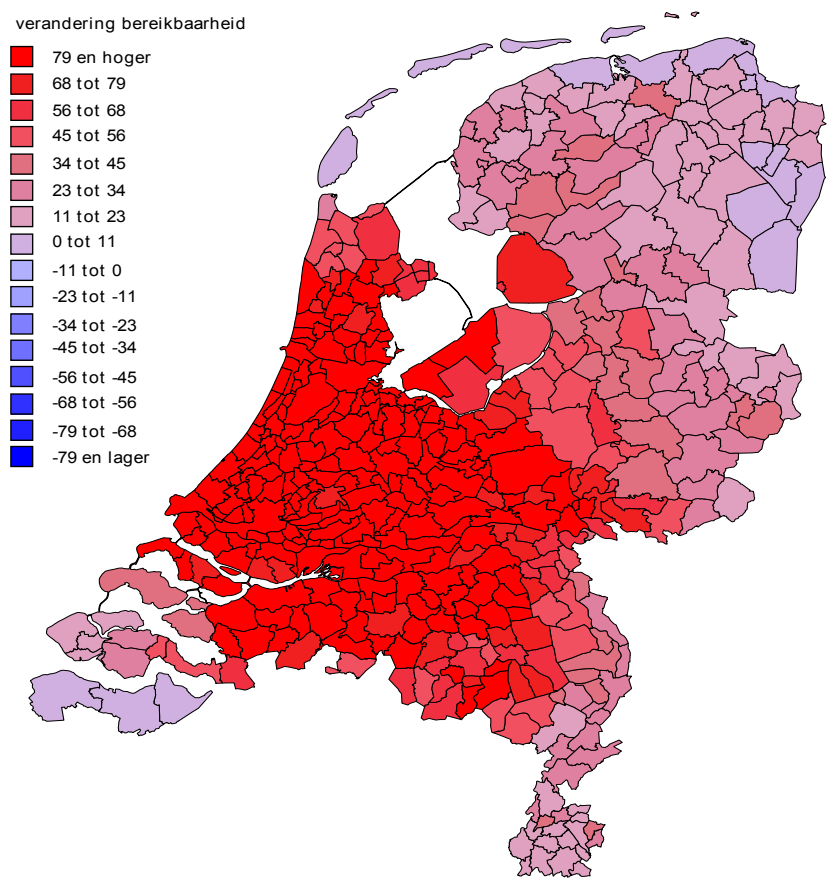 verandering bereikbaarheid
79 en hoger
68 tot 79
56 tot 68
45 tot 56
34 tot 45
23 tot 34
11 tot 23
0 tot 11
-11 tot 0
-23 tot -11
-34 tot -23
-45 tot -34
-56 tot -45
-68 tot -56
-79 tot -68
-79 en lager